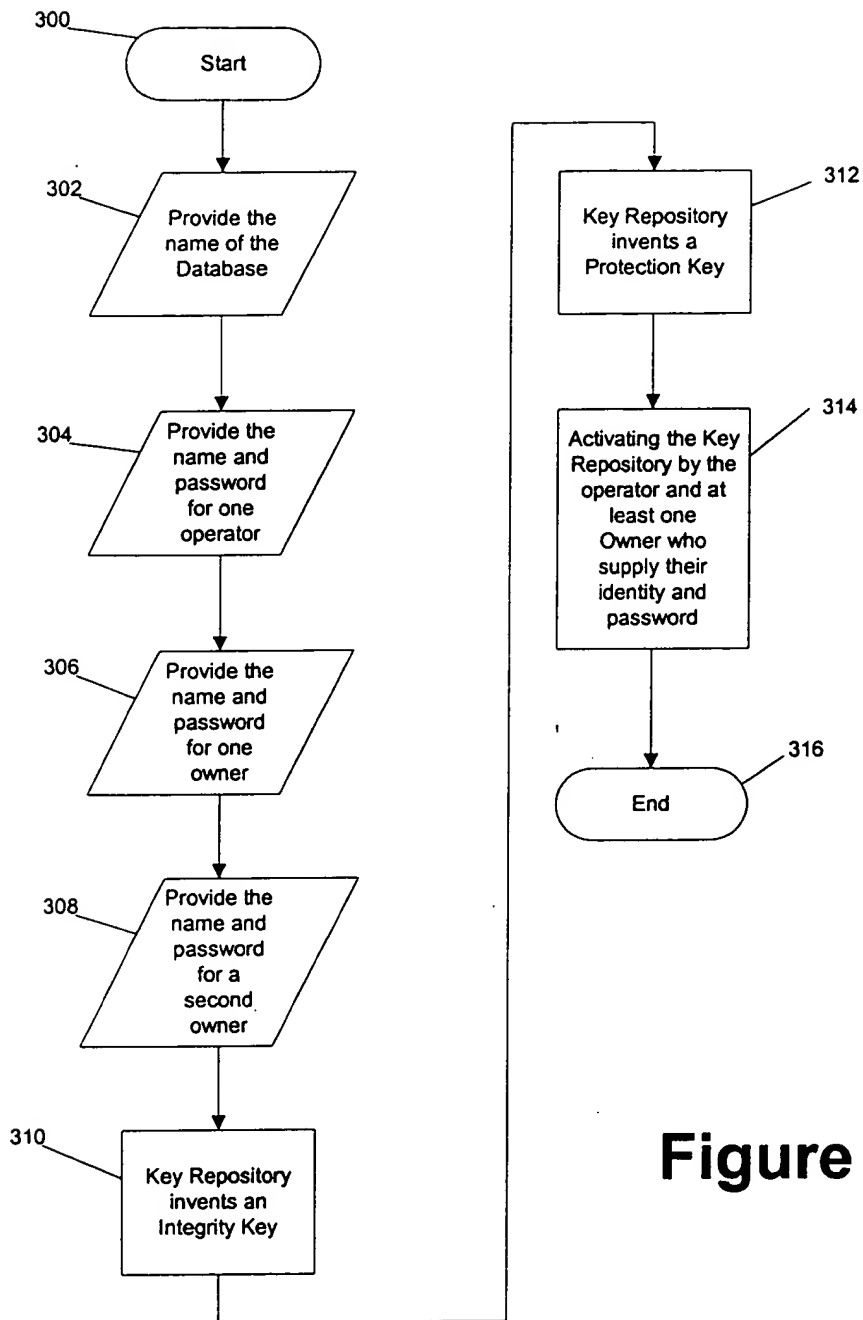 300
Start
302
Provide the
name of the
Database
304
Provide the
name and
password
for one
operator
306
Provide the
name and
password
for one
owner
308
Provide the
name and
password
for a
second
owner
310
Key Repository
invents an
Integrity Key
312
Key Repository
invents a
Protection Key
314
Activating the Key
Repository by the
operator and at
least one
Owner who
supply their
identity and
password
316
End
Figure